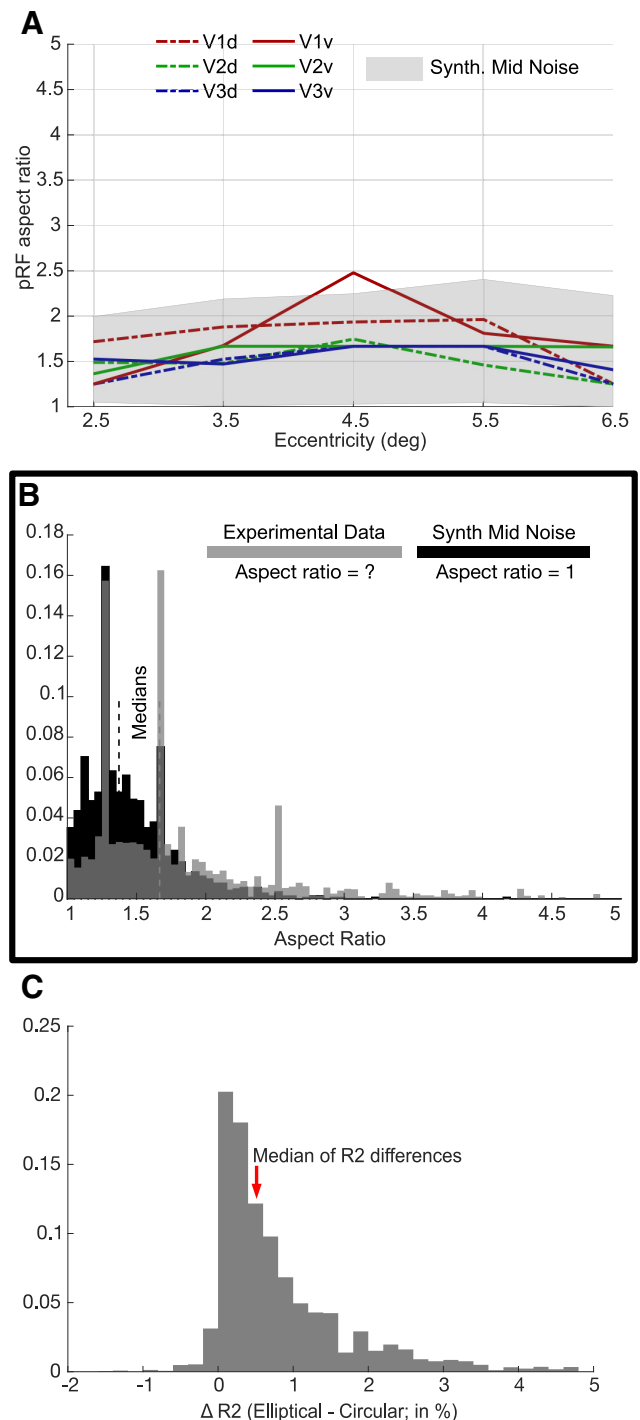 A
V1d V1v
V2d V2v Synth. Mid Noise
V3d V3v
5
4.5
4
3.5
3
2.5
2
1.5
1
pRF aspect ratio
2.5 3.5 4.5 5.5 6.5
Eccentricity (deg)
B
Experimental Data Synth Mid Noise
Aspect ratio = ? Aspect ratio = 1
0.18
0.16
0.14
0.12
0.1
0.08
0.06
0.04
0.02
0
Medians
1 1.5 2 2.5 3 3.5 4 4.5 5
Aspect Ratio
C
0.25
0.2
0.15
0.1
0.05
0
Median of R2 differences
-2 -1 0 1 2 3 4 5
Δ R2 (Elliptical - Circular; in %)